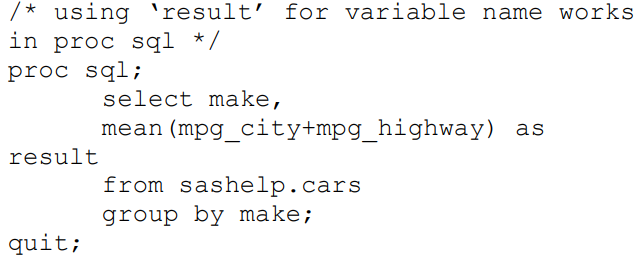 /* using ‘result’ for variable name works
in proc sql */
proc sql;
select make,
mean(mpg_city+mpg_highway) as
result
from sashelp.cars
group by make;
quit;